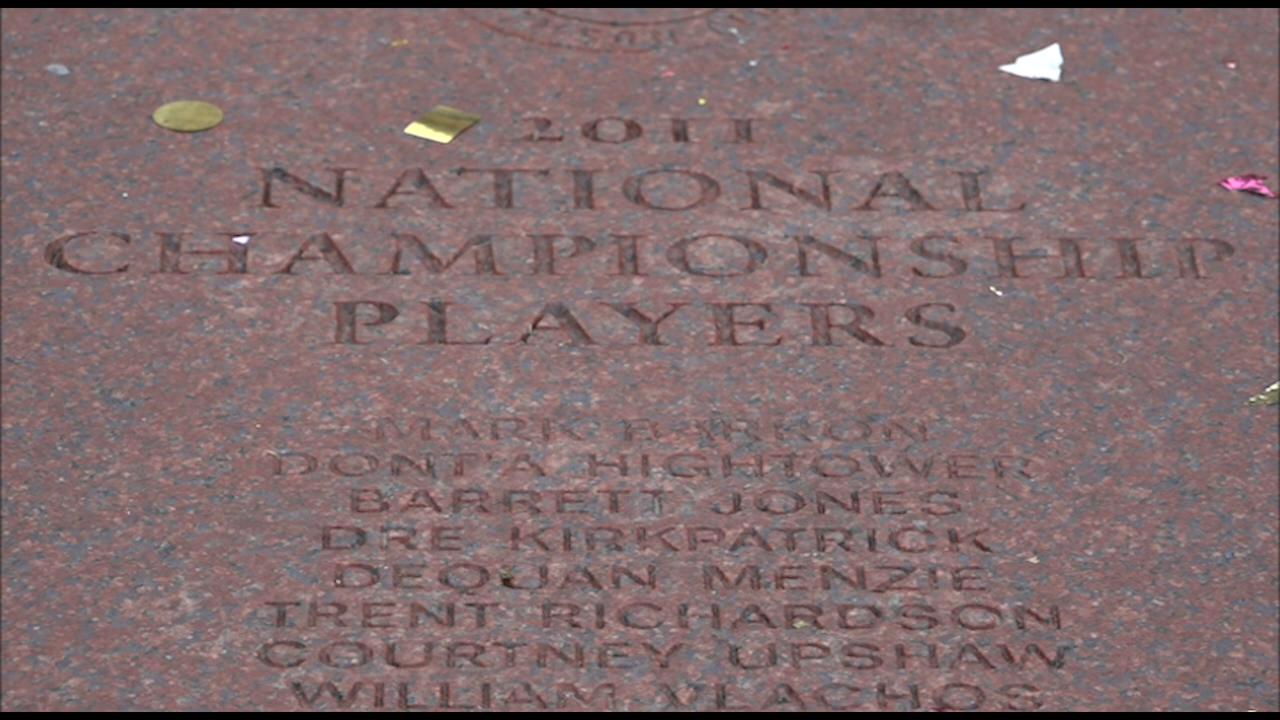 2011
NATIONAL
CHAMPIONSHIP
PLAYERS
MARK BARRON
DONT'A HIGHTOWER
BARRETT JONES
DRE KIRKPATRICK
DEQUAN MENZIE
TRENT RICHARDSON
COURTNEY UPSHAW
WILLIAM VLACHOS